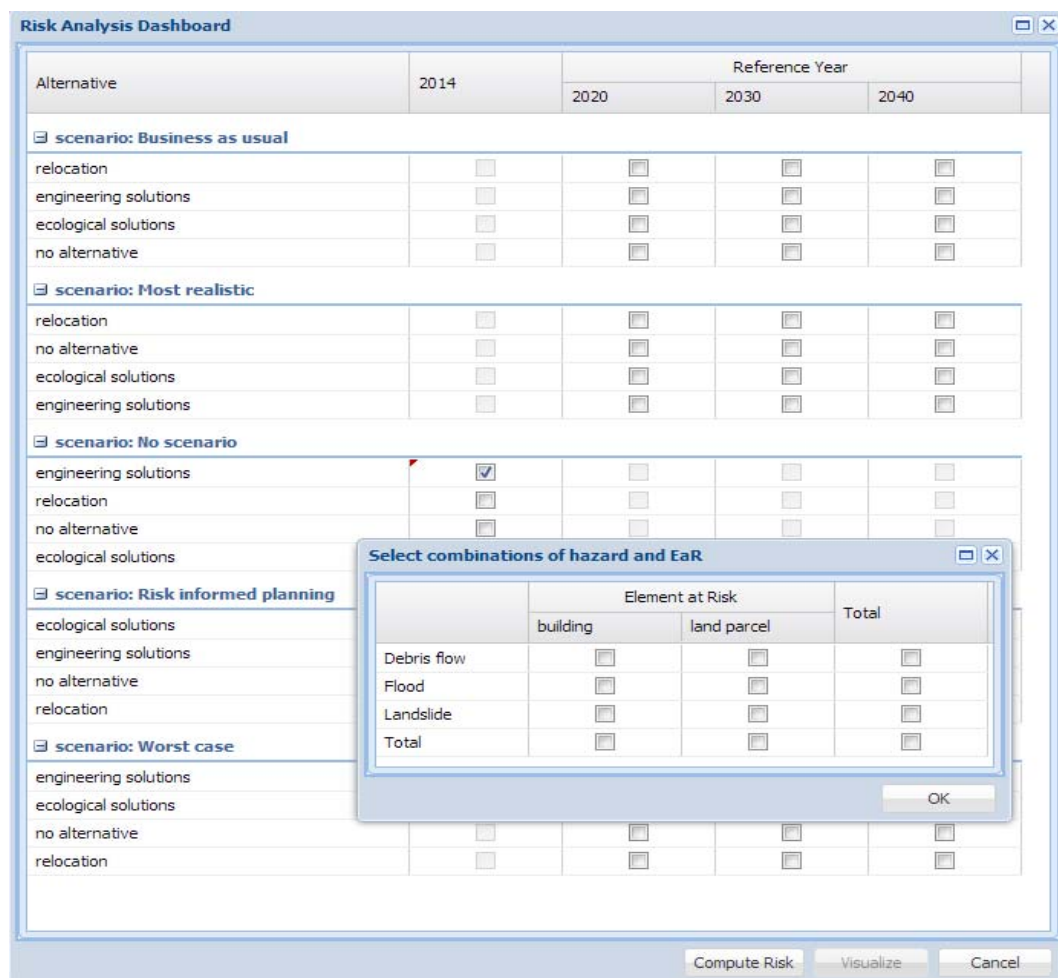 Risk Analysis Dashboard
Alternative 2014 Reference Year
2020 2030 2040
scenario: Business as usual
relocation
engineering solutions
ecological solutions
no alternative
scenario: Most realistic
relocation
no alternative
ecological solutions
engineering solutions
scenario: No scenario
engineering solutions
relocation
no alternative
ecological solutions
scenario: Risk informed planning
ecological solutions
engineering solutions
no alternative
relocation
scenario: Worst case
engineering solutions
ecological solutions
no alternative
relocation
Select combinations of hazard and EaR
Element at Risk Total
building land parcel
Debris flow
Flood
Landslide
Total
OK
Compute Risk Visualize Cancel